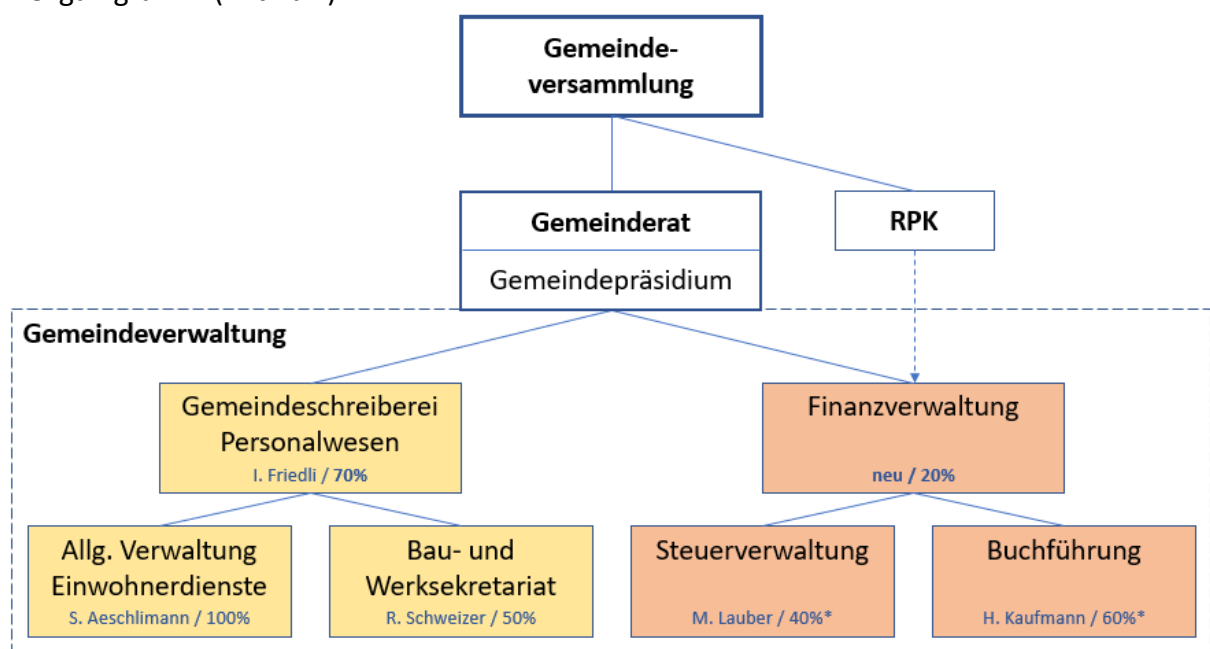 Gemeinde-
versammlung
Gemeinderat
RPK
Gemeindepräsidium
Gemeindeverwaltung
Gemeindeschreiberei
Personalwesen
I. Friedli / 70%
Finanzverwaltung
neu / 20%
Allg. Verwaltung
Einwohnerdienste
S. Aeschlimann / 100%
Bau- und
Werksekretariat
R. Schweizer / 50%
Steuerverwaltung
M. Lauber / 40%*
Buchführung
H. Kaufmann / 60%*